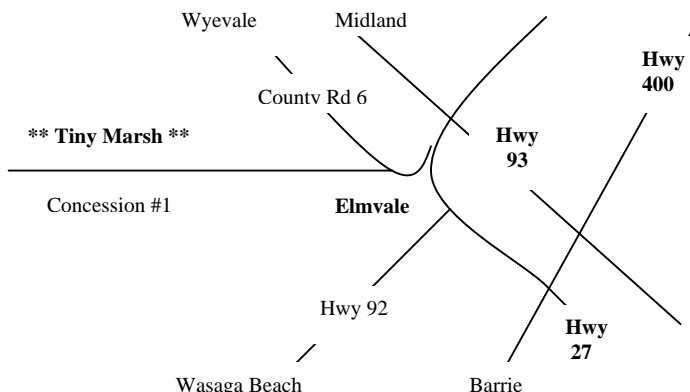 Wyevale
Midland
Hwy
400
County Rd 6
** Tiny Marsh **
Hwy
93
Concession #1
Elmvale
Hwy 92
Hwy
27
Wasaga Beach
Barrie